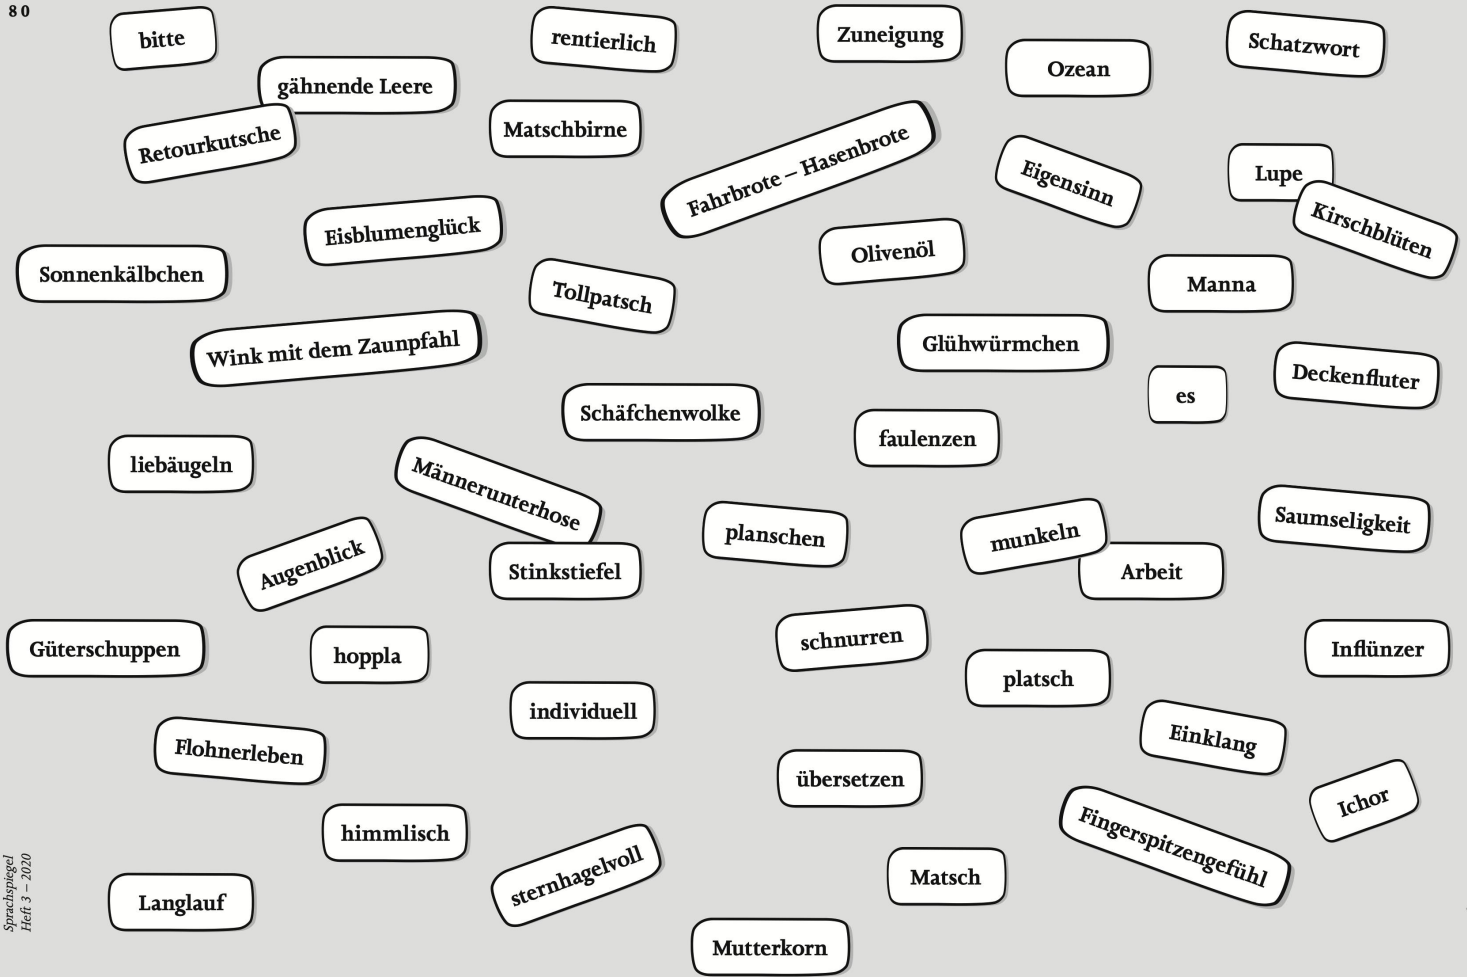 80
bitte
rentierlich
Zuneigung
Schatzwort
gähnende Leere
Ozean
Retourkutsche
Matschbirne
Fahrbrote – Hasenbrote
Eigensinn
Lupe
Kirschblüten
Eisblumenglück
Olivenöl
Sonnenkälbchen
Tollpatsch
Manna
Wink mit dem Zaunpfahl
Glühwürmchen
Deckenfluter
es
Schäfchenwolke
faulenzen
liebäugeln
Männerunterhose
planschen
munkeln
Saumseligkeit
Augenblick
Stinkstiefel
Arbeit
Güterschuppen
hoppla
schnurren
Inflünzer
platsch
individuell
Flohnerleben
Einklang
übersetzen
Ichor
himmlisch
Fingerspitzengefühl
sternhagelvoll
Matsch
Langlauf
Mutterkorn
Sprachspiegel
Heft 3 – 2020